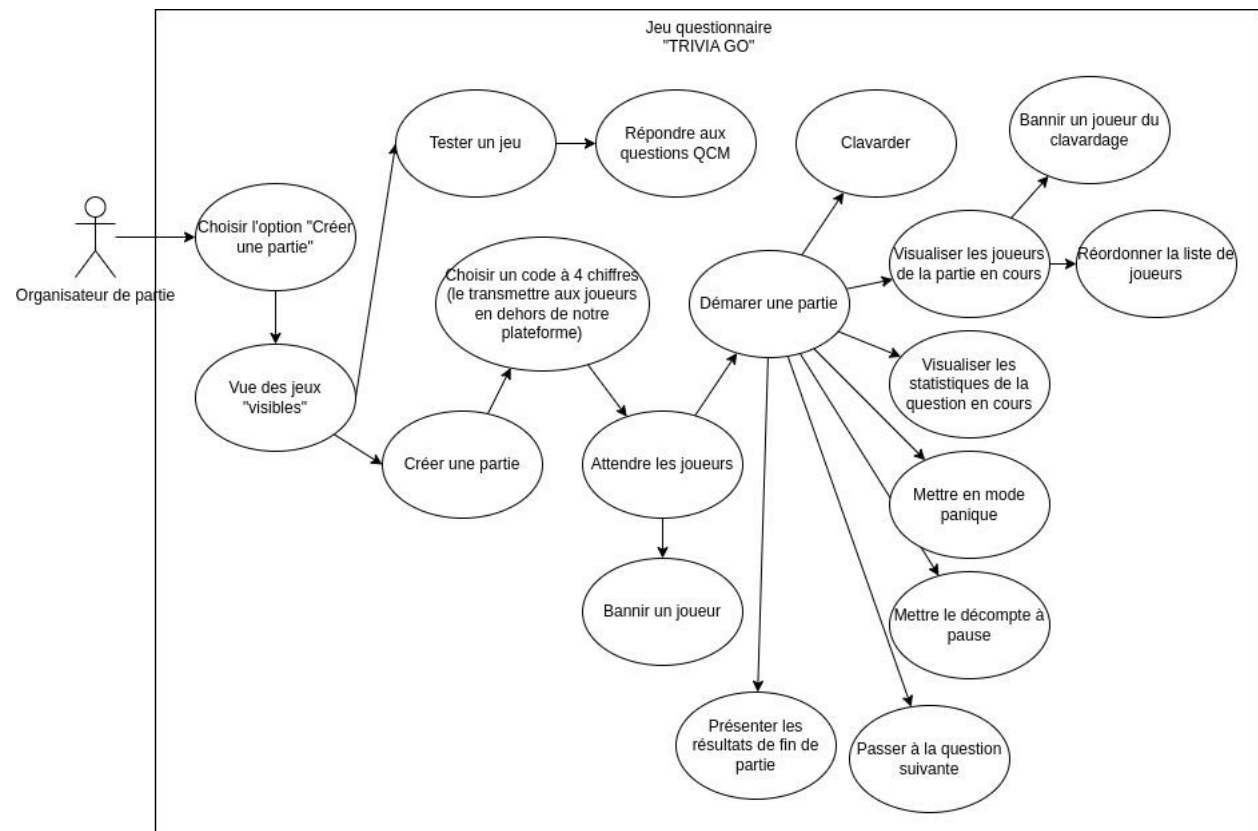 Jeu questionnaire
"TRIVIA GO"
Tester un jeu
Répondre aux
questions QCM
Clavarder
Bannir un joueur du
clavardage
Choisir l'option "Créer
une partie"
Organisateur de partie
Choisir un code à 4 chiffres
(le transmettre aux joueurs
en dehors de notre
plateforme)
Démarer une partie
Visualiser les joueurs
de la partie en cours
Réordonner la liste de
joueurs
Vue des jeux
"visibles"
Visualiser les
statistiques de la
question en cours
Créer une partie
Attendre les joueurs
Mettre en mode
panique
Bannir un joueur
Mettre le décompte à
pause
Présenter les
résultats de fin de
partie
Passer à la question
suivante